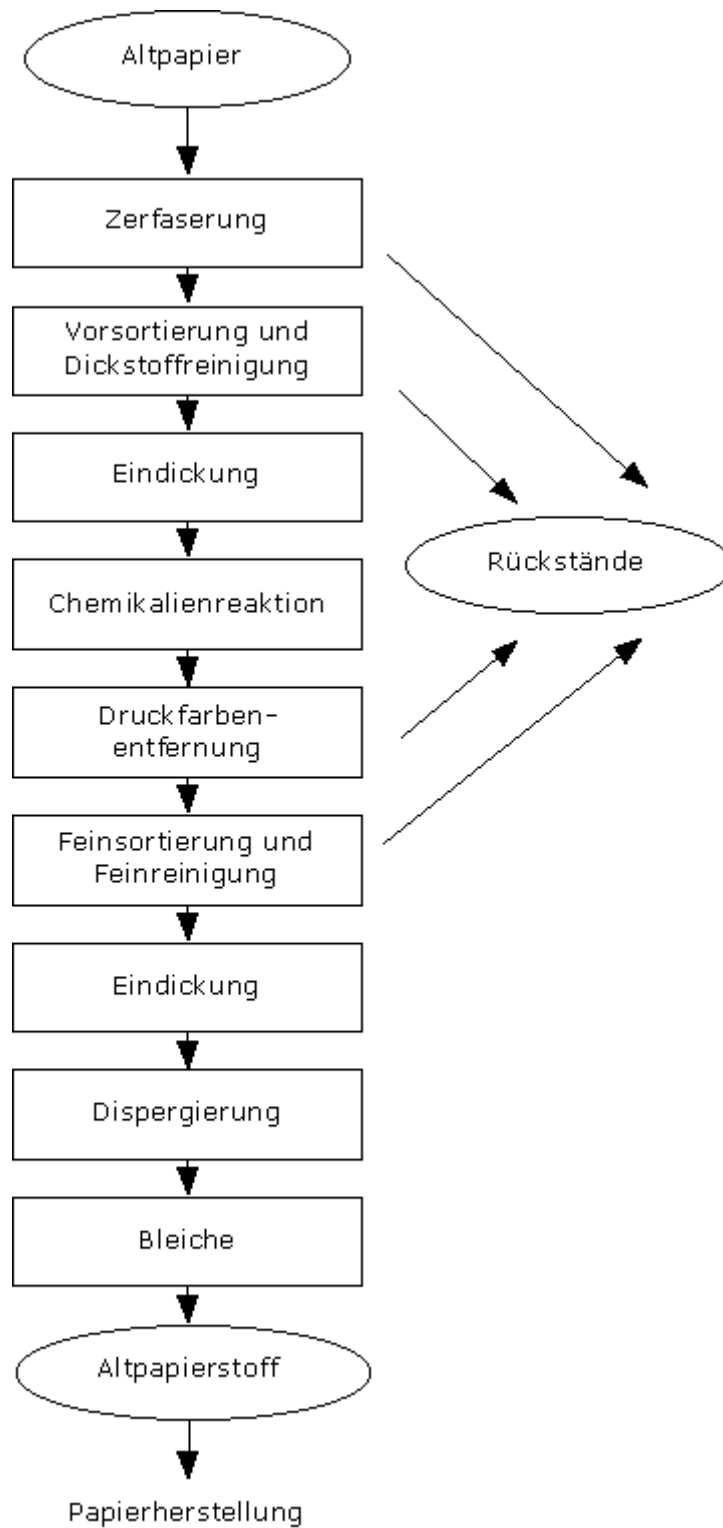 Altpapier
Zerfaserung
Vorsortierung und
Dickstoffreinigung
Eindickung
Rückstände
Chemikalienreaktion
Druckfarben-
entfernung
Feinsortierung und
Feinreinigung
Eindickung
Dispergierung
Bleiche
Altpapierstoff
Papierherstellung